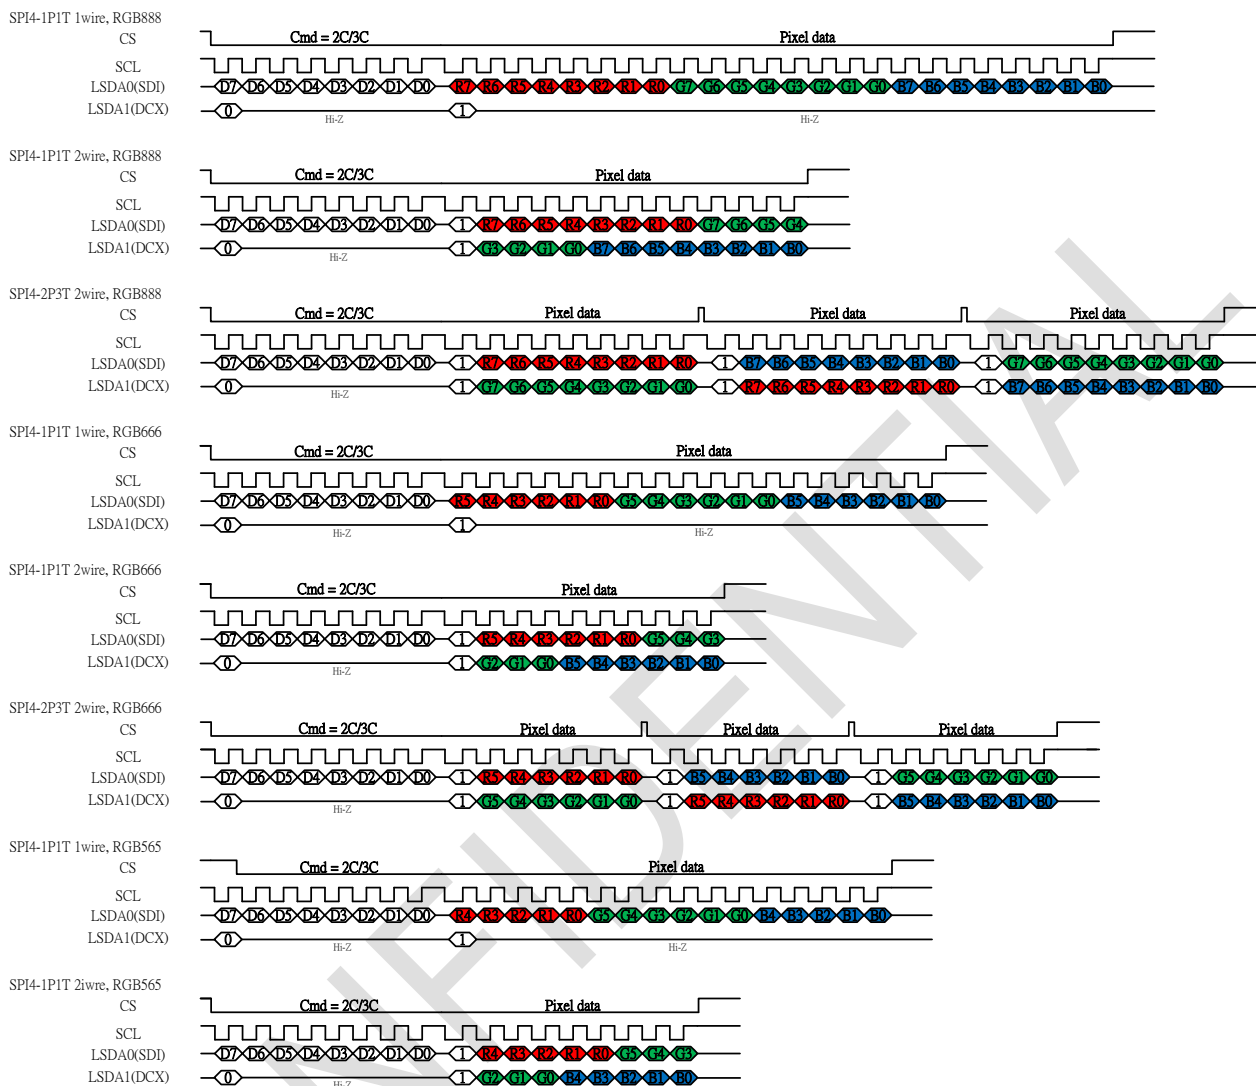 SPI4-1P1T 1wire, RGB888
CS Cmd = 2C/3C Pixel data
SCL
LSDA0(SDI) D7 D6 D5 D4 D3 D2 D1 D0 R7 R6 R5 R4 R3 R2 R1 R0 G7 G6 G5 G4 G3 G2 G1 G0 B7 B6 B5 B4 B3 B2 B1 B0
LSDA1(DCX) 0 1
Hi-Z Hi-Z
SPI4-1P1T 2wire, RGB888
CS Cmd = 2C/3C Pixel data
SCL
LSDA0(SDI) D7 D6 D5 D4 D3 D2 D1 D0 1 R7 R6 R5 R4 R3 R2 R1 R0 G7 G6 G5 G4
LSDA1(DCX) 0 1 G3 G2 G1 G0 B7 B6 B5 B4 B3 B2 B1 B0
Hi-Z
SPI4-2P3T 2wire, RGB888
CS Cmd = 2C/3C Pixel data Pixel data Pixel data
SCL
LSDA0(SDI) D7 D6 D5 D4 D3 D2 D1 D0 1 R7 R6 R5 R4 R3 R2 R1 R0 1 B7 B6 B5 B4 B3 B2 B1 B0 1 G7 G6 G5 G4 G3 G2 G1 G0
LSDA1(DCX) 0 1 G7 G6 G5 G4 G3 G2 G1 G0 1 R7 R6 R5 R4 R3 R2 R1 R0 1 B7 B6 B5 B4 B3 B2 B1 B0
Hi-Z
SPI4-1P1T 1wire, RGB666
CS Cmd = 2C/3C Pixel data
SCL
LSDA0(SDI) D7 D6 D5 D4 D3 D2 D1 D0 R5 R4 R3 R2 R1 R0 G5 G4 G3 G2 G1 G0 B5 B4 B3 B2 B1 B0
LSDA1(DCX) 0 1
Hi-Z Hi-Z
SPI4-1P1T 2wire, RGB666
CS Cmd = 2C/3C Pixel data
SCL
LSDA0(SDI) D7 D6 D5 D4 D3 D2 D1 D0 1 R5 R4 R3 R2 R1 R0 G5 G4 G3
LSDA1(DCX) 0 1 G2 G1 G0 B5 B4 B3 B2 B1 B0
Hi-Z
SPI4-2P3T 2wire, RGB666
CS Cmd = 2C/3C Pixel data Pixel data Pixel data
SCL
LSDA0(SDI) D7 D6 D5 D4 D3 D2 D1 D0 1 R5 R4 R3 R2 R1 R0 1 B5 B4 B3 B2 B1 B0 1 G5 G4 G3 G2 G1 G0
LSDA1(DCX) 0 1 G5 G4 G3 G2 G1 G0 1 R5 R4 R3 R2 R1 R0 1 B5 B4 B3 B2 B1 B0
Hi-Z
SPI4-1P1T 1wire, RGB565
CS Cmd = 2C/3C Pixel data
SCL
LSDA0(SDI) D7 D6 D5 D4 D3 D2 D1 D0 R4 R3 R2 R1 R0 G5 G4 G3 G2 G1 G0 B4 B3 B2 B1 B0
LSDA1(DCX) 0 1
Hi-Z Hi-Z
SPI4-1P1T 2iwre, RGB565
CS Cmd = 2C/3C Pixel data
SCL
LSDA0(SDI) D7 D6 D5 D4 D3 D2 D1 D0 1 R4 R3 R2 R1 R0 G5 G4 G3
LSDA1(DCX) 0 1 G2 G1 G0 B4 B3 B2 B1 B0
Hi-Z
NFIDENTIAL